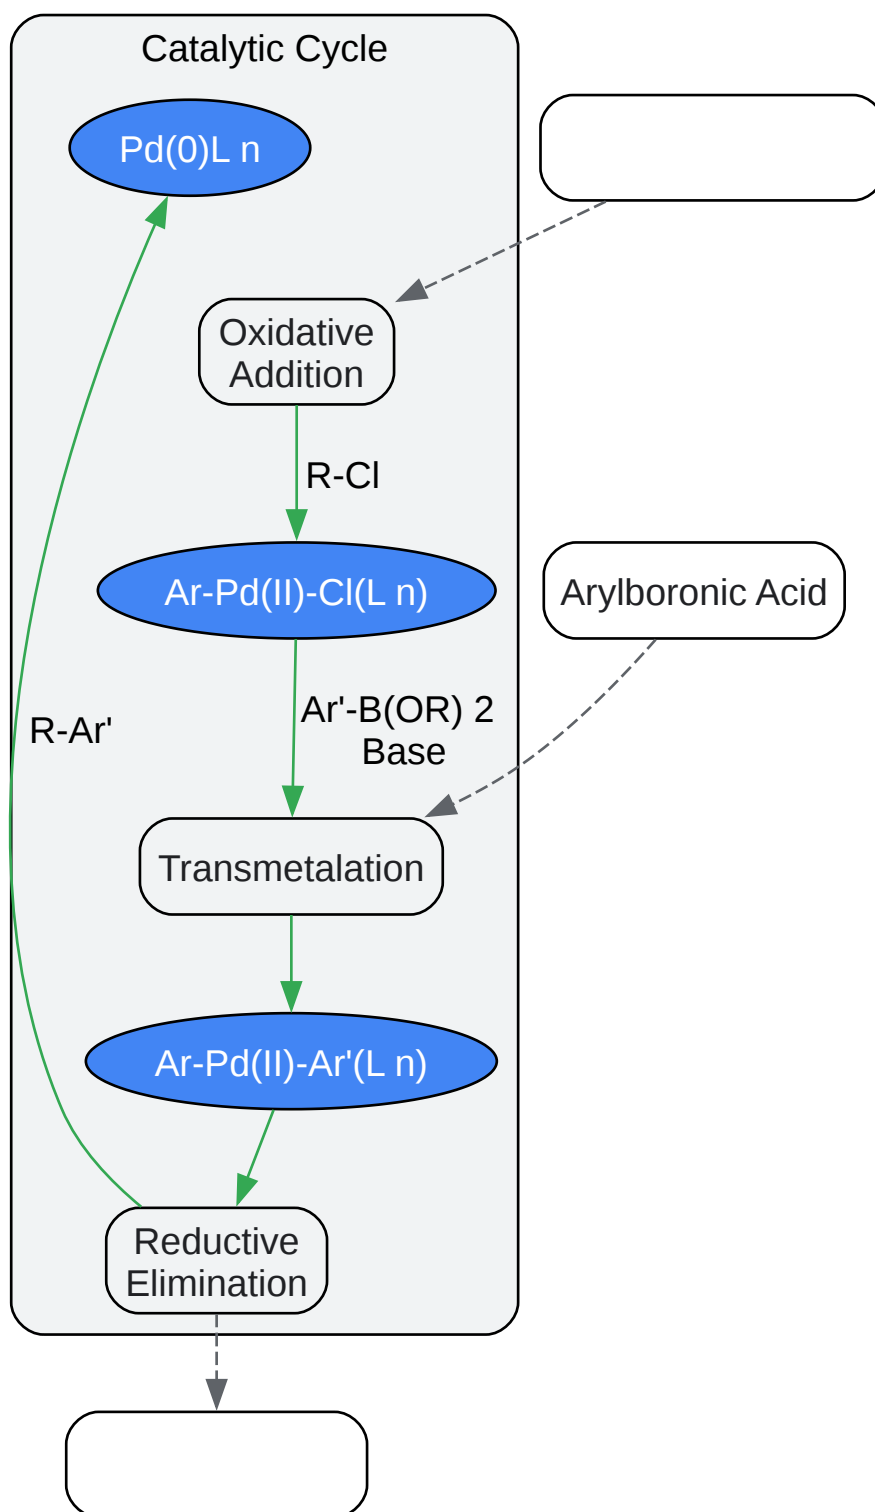 Catalytic Cycle
Pd(0)L n
Oxidative
Addition
R-Cl
Ar-Pd(II)-Cl(L n)
Arylboronic Acid
Ar'-B(OR) 2
Base
R-Ar'
Transmetalation
Ar-Pd(II)-Ar'(L n)
Reductive
Elimination